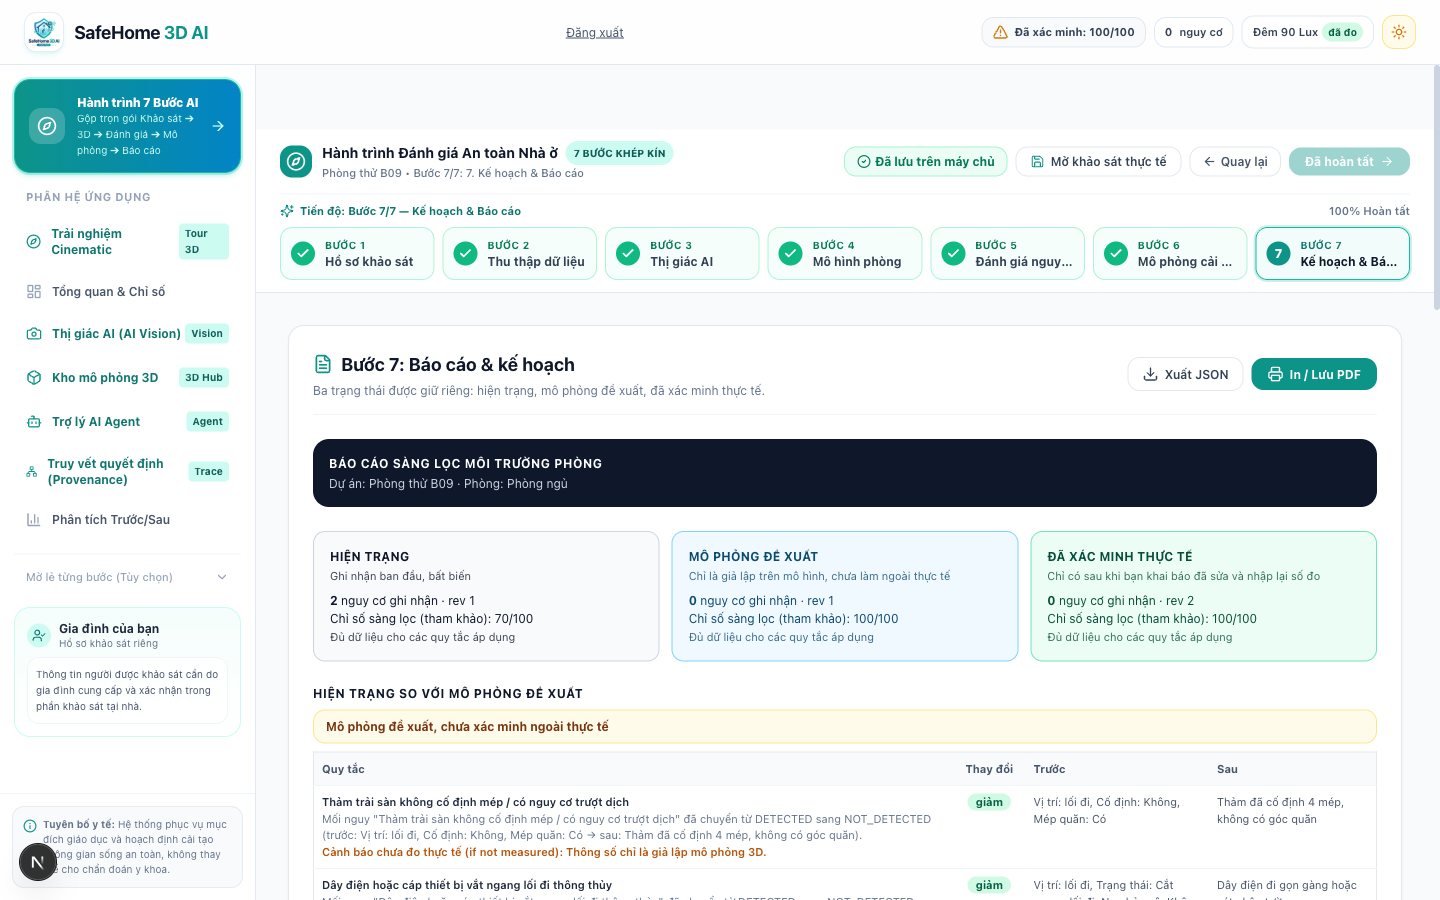 SafeHome 3D AI
Đăng xuất
Đã xác minh: 100/100
0 nguy cơ
Đêm 90 Lux đã đo
Hành trình 7 Bước AI
Gộp trọn gói Khảo sát →
3D → Đánh giá → Mô
phỏng → Báo cáo
PHÂN HỆ ỨNG DỤNG
Trải nghiệm
Cinematic
Tour
3D
Tổng quan & Chỉ số
Thị giác AI (AI Vision) Vision
Kho mô phỏng 3D 3D Hub
Trợ lý AI Agent Agent
Truy vết quyết định
(Provenance)
Trace
Phân tích Trước/Sau
Mở lẻ từng bước (Tùy chọn)
Gia đình của bạn
Hồ sơ khảo sát riêng
Thông tin người được khảo sát cần do
gia đình cung cấp và xác nhận trong
phần khảo sát tại nhà.
Tuyên bố y tế: Hệ thống phục vụ mục
đích giáo dục và hoạch định cải tạo
gian sống an toàn, không thay
cho chẩn đoán y khoa.
N
Hành trình Đánh giá An toàn Nhà ở 7 BƯỚC KHÉP KÍN
Phòng thử B09 • Bước 7/7: 7. Kế hoạch & Báo cáo
Đã lưu trên máy chủ
Mở khảo sát thực tế
← Quay lại
Đã hoàn tất →
Tiến độ: Bước 7/7 — Kế hoạch & Báo cáo
100% Hoàn tất
BƯỚC 1
Hồ sơ khảo sát
BƯỚC 2
Thu thập dữ liệu
BƯỚC 3
Thị giác AI
BƯỚC 4
Mô hình phòng
BƯỚC 5
Đánh giá nguy...
BƯỚC 6
Mô phỏng cải ...
7
BƯỚC 7
Kế hoạch & Bá...
Bước 7: Báo cáo & kế hoạch
Ba trạng thái được giữ riêng: hiện trạng, mô phỏng đề xuất, đã xác minh thực tế.
Xuất JSON
In / Lưu PDF
BÁO CÁO SÀNG LỌC MÔI TRƯỜNG PHÒNG
Dự án: Phòng thử B09 · Phòng: Phòng ngủ
HIỆN TRẠNG
Ghi nhận ban đầu, bất biến
2 nguy cơ ghi nhận · rev 1
Chỉ số sàng lọc (tham khảo): 70/100
Đủ dữ liệu cho các quy tắc áp dụng
MÔ PHỎNG ĐỀ XUẤT
Chỉ là giả lập trên mô hình, chưa làm ngoài thực tế
0 nguy cơ ghi nhận · rev 1
Chỉ số sàng lọc (tham khảo): 100/100
Đủ dữ liệu cho các quy tắc áp dụng
ĐÃ XÁC MINH THỰC TẾ
Chỉ có sau khi bạn khai báo đã sửa và nhập lại số đo
0 nguy cơ ghi nhận · rev 2
Chỉ số sàng lọc (tham khảo): 100/100
Đủ dữ liệu cho các quy tắc áp dụng
HIỆN TRẠNG SO VỚI MÔ PHỎNG ĐỀ XUẤT
Mô phỏng đề xuất, chưa xác minh ngoài thực tế
Quy tắc Thay đổi Trước Sau
Thảm trải sàn không cố định mép / có nguy cơ trượt dịch
Mối nguy "Thảm trải sàn không cố định mép / có nguy cơ trượt dịch" đã chuyển từ DETECTED sang NOT_DETECTED
(trước: Vị trí: lối đi, Cố định: Không, Mép quăn: Có → sau: Thảm đã cố định 4 mép, không có góc quăn).
Cảnh báo chưa đo thực tế (if not measured): Thông số chỉ là giả lập mô phỏng 3D.
giảm
Vị trí: lối đi, Cố định: Không,
Mép quăn: Có
Thảm đã cố định 4 mép,
không có góc quăn
Dây điện hoặc cáp thiết bị vắt ngang lối đi thông thủy
giảm
Vị trí: lối đi, Trạng thái: Cắt
Dây điện đi gọn gàng hoặc